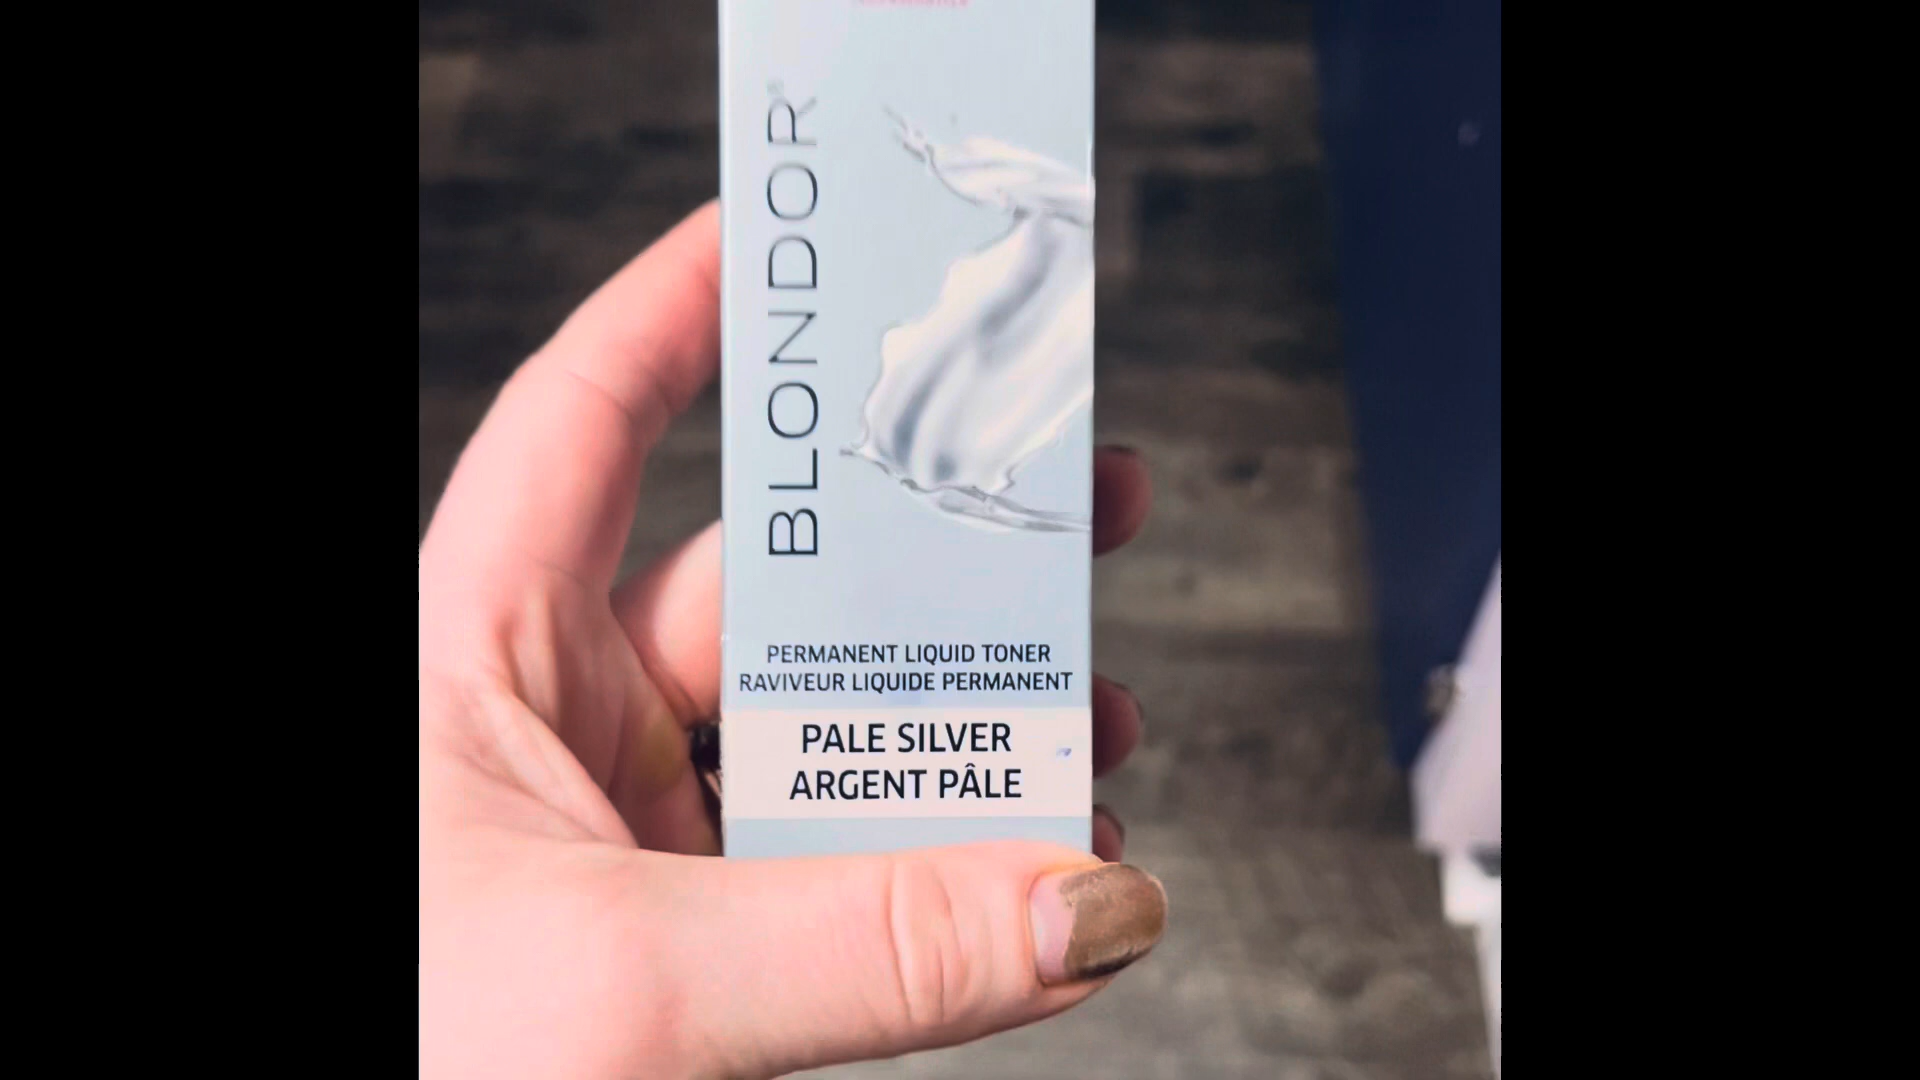 BLONDOR®
PERMANENT LIQUID TONER
RAVIVEUR LIQUIDE PERMANENT
PALE SILVER
ARGENT PÂLE